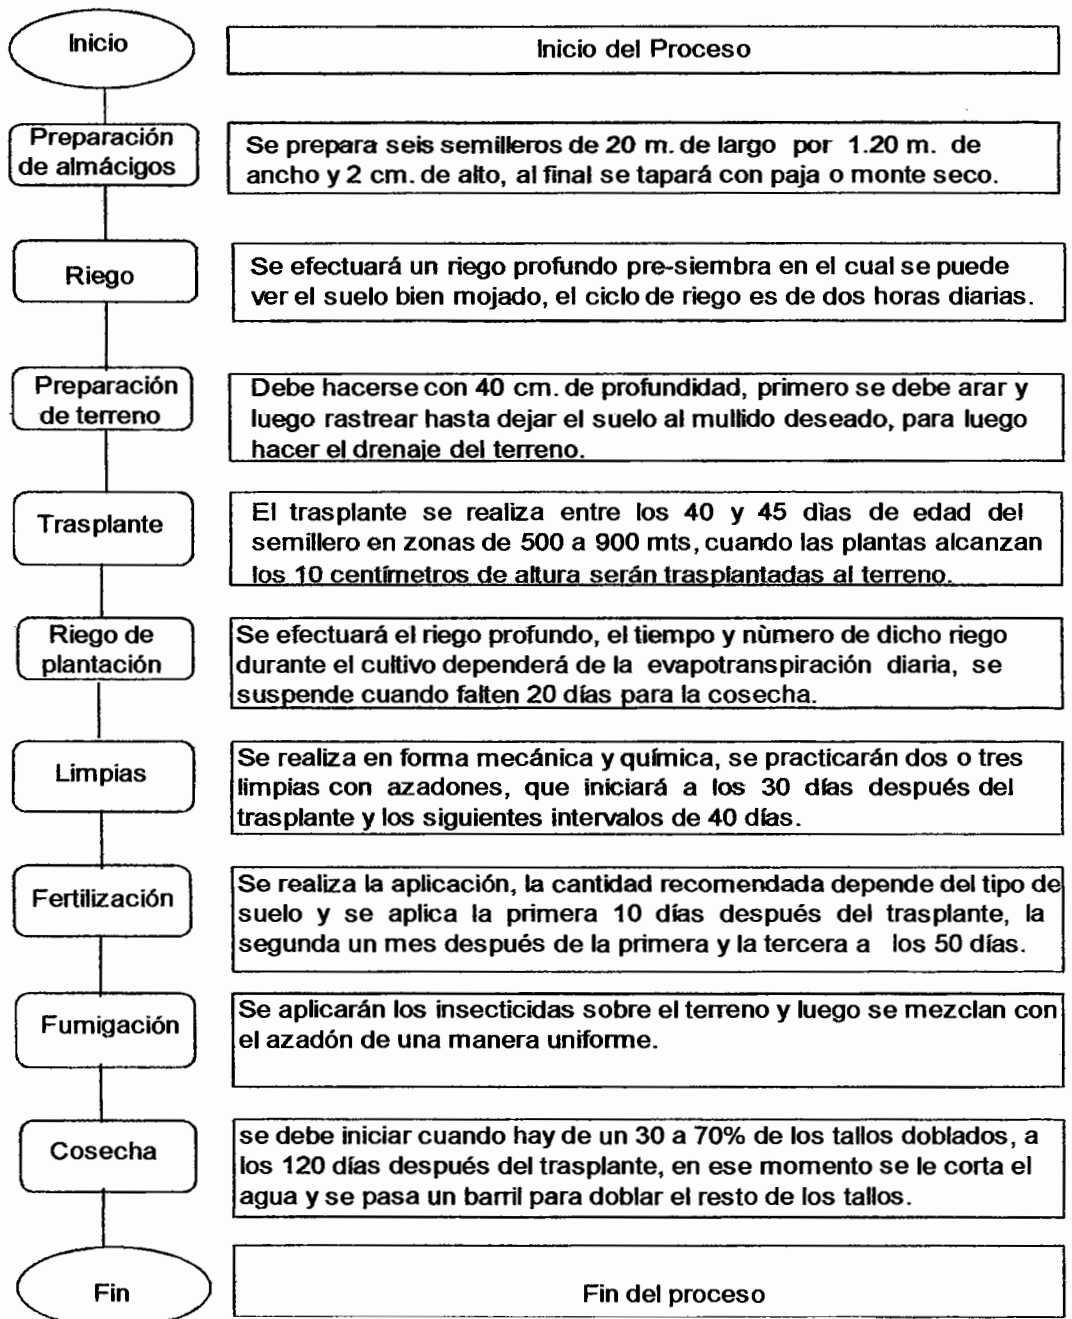 Inicio
Inicio del Proceso
Preparación
de almácigos
Se prepara seis semilleros de 20 m. de largo por 1.20 m. de
ancho y 2 cm. de alto, al final se tapará con paja o monte seco.
Riego
Se efectuará un riego profundo pre-siembra en el cual se puede
ver el suelo bien mojado, el ciclo de riego es de dos horas diarias.
Preparación
de terreno
Debe hacerse con 40 cm. de profundidad, primero se debe arar y
luego rastrear hasta dejar el suelo al mullido deseado, para luego
hacer el drenaje del terreno.
Trasplante
El trasplante se realiza entre los 40 y 45 dìas de edad del
semillero en zonas de 500 a 900 mts, cuando las plantas alcanzan
los 10 centímetros de altura serán trasplantadas al terreno.
Riego de
plantación
Se efectuará el riego profundo, el tiempo y nùmero de dicho riego
durante el cultivo dependerá de la evapotranspiración diaria, se
suspende cuando falten 20 días para la cosecha.
Limpias
Se realiza en forma mecánica y química, se practicarán dos o tres
limpias con azadones, que iniciará a los 30 días después del
trasplante y los siguientes intervalos de 40 días.
Fertilización
Se realiza la aplicación, la cantidad recomendada depende del tipo de
suelo y se aplica la primera 10 días después del trasplante, la
segunda un mes después de la primera y la tercera a los 50 días.
Fumigación
Se aplicarán los insecticidas sobre el terreno y luego se mezclan con
el azadón de una manera uniforme.
Cosecha
se debe iniciar cuando hay de un 30 a 70% de los tallos doblados, a
los 120 días después del trasplante, en ese momento se le corta el
agua y se pasa un barril para doblar el resto de los tallos.
Fin
Fin del proceso